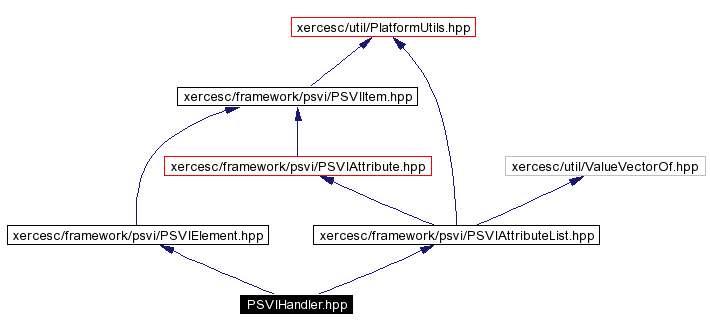 xercesc/util/PlatformUtils.hpp
xercesc/framework/psvi/PSVIItem.hpp
xercesc/framework/psvi/PSVIAttribute.hpp
xercesc/util/ValueVectorOf.hpp
xercesc/framework/psvi/PSVIElement.hpp
xercesc/framework/psvi/PSVIAttributeList.hpp
PSVIHandler.hpp